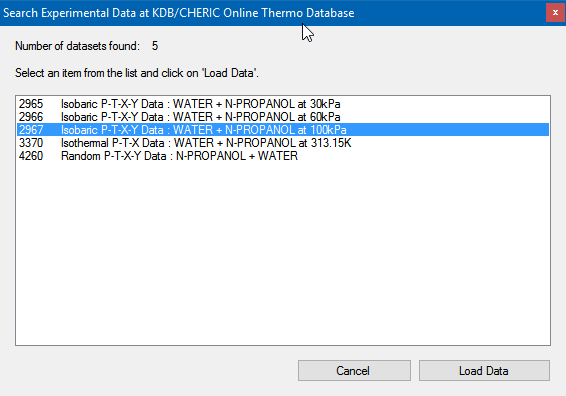 Search Experimental Data at KDB/CHERIC Online Thermo Database
x
Number of datasets found: 5
Select an item from the list and click on 'Load Data'.
2965 Isobaric P-T-X-Y Data : WATER + N-PROPANOL at 30kPa
2966 Isobaric P-T-X-Y Data : WATER + N-PROPANOL at 60kPa
2967 Isobaric P-T-X-Y Data : WATER + N-PROPANOL at 100kPa
3370 Isothermal P-T-X Data : WATER + N-PROPANOL at 313.15K
4260 Random P-T-X-Y Data : N-PROPANOL + WATER
Cancel Load Data